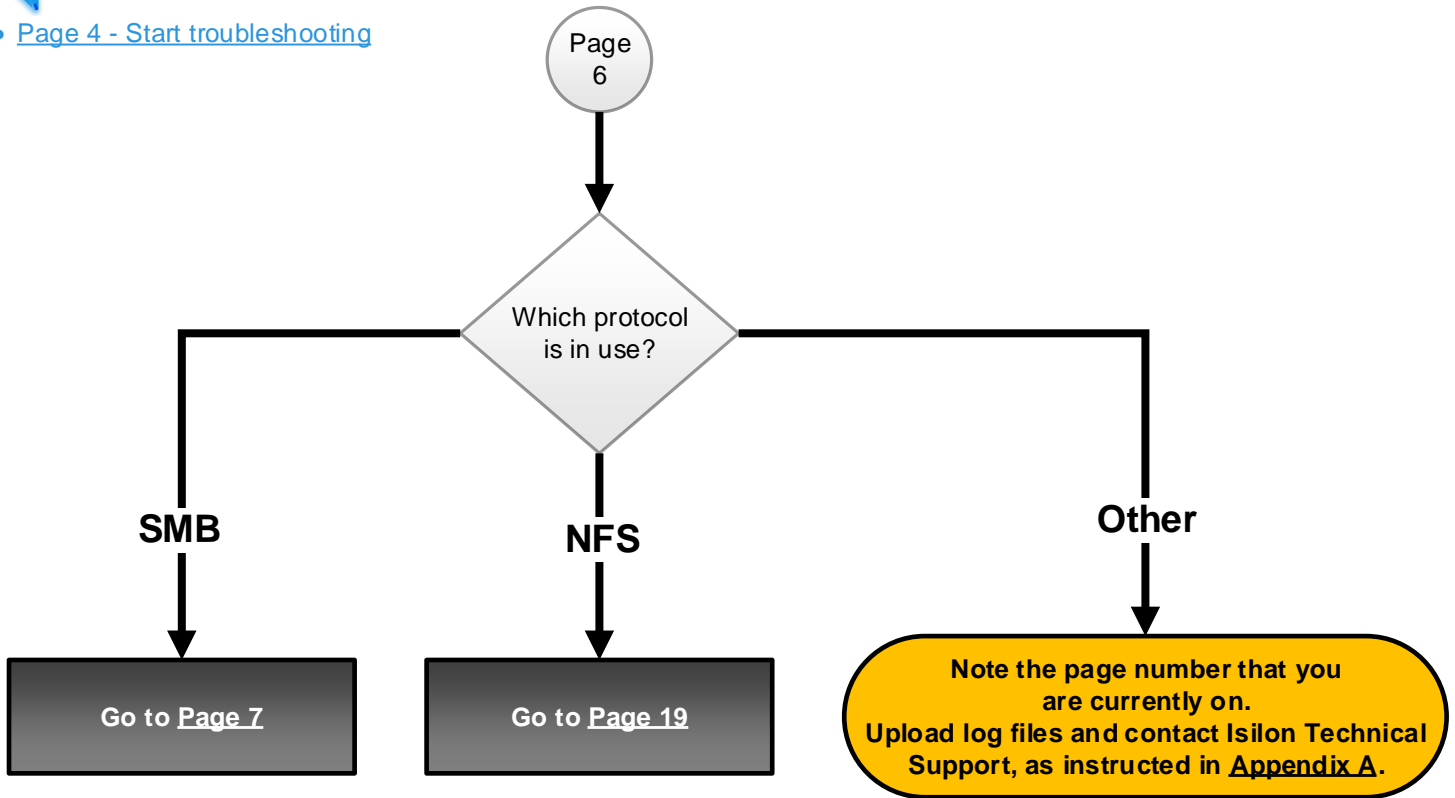 • Page 4 - Start troubleshooting
Page
6
Which protocol
is in use?
SMB
NFS
Other
Go to Page 7
Go to Page 19
Note the page number that you
are currently on.
Upload log files and contact Isilon Technical
Support, as instructed in Appendix A.